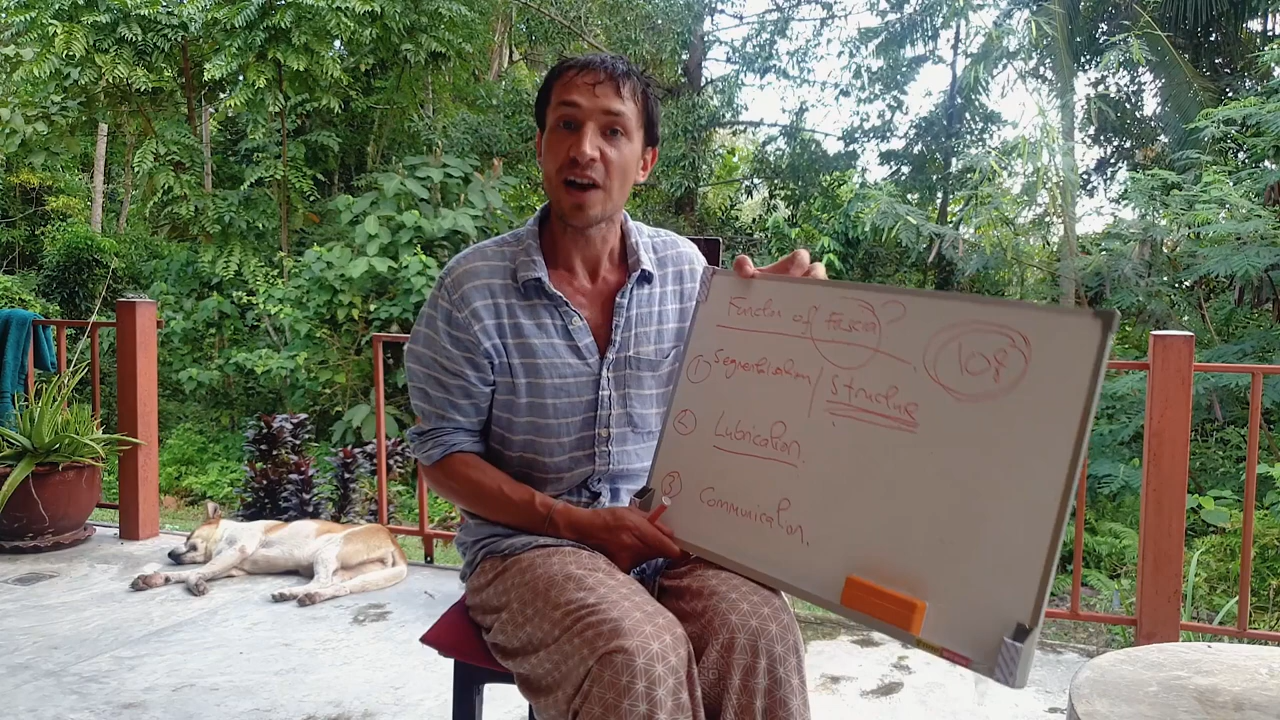 Function of Fascia?
108
① Segmentation / Structure
② Lubrication.
③ Communication.